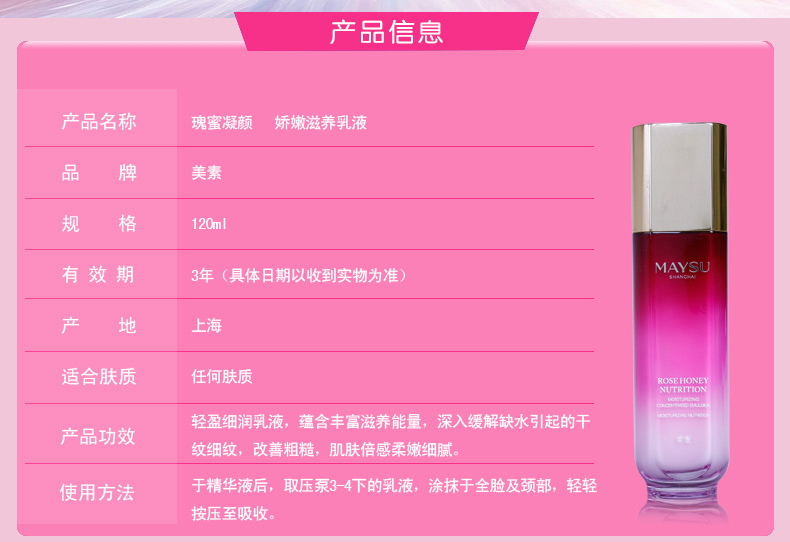 产品信息
产品名称 瑰蜜凝颜 娇嫩滋养乳液
品 牌 美素
规 格 120ml
有 效 期 3年（具体日期以收到实物为准）
产 地 上海
适合肤质 任何肤质
产品功效 轻盈细润乳液，蕴含丰富滋养能量，深入缓解缺水引起的干
纹细纹，改善粗糙，肌肤倍感柔嫩细腻。
使用方法 于精华液后，取压泵3-4下的乳液，涂抹于全脸及颈部，轻轻
按压至吸收。
MAYSU
SHANGHAI
ROSE HONEY
NUTRITION
MOISTURIZING